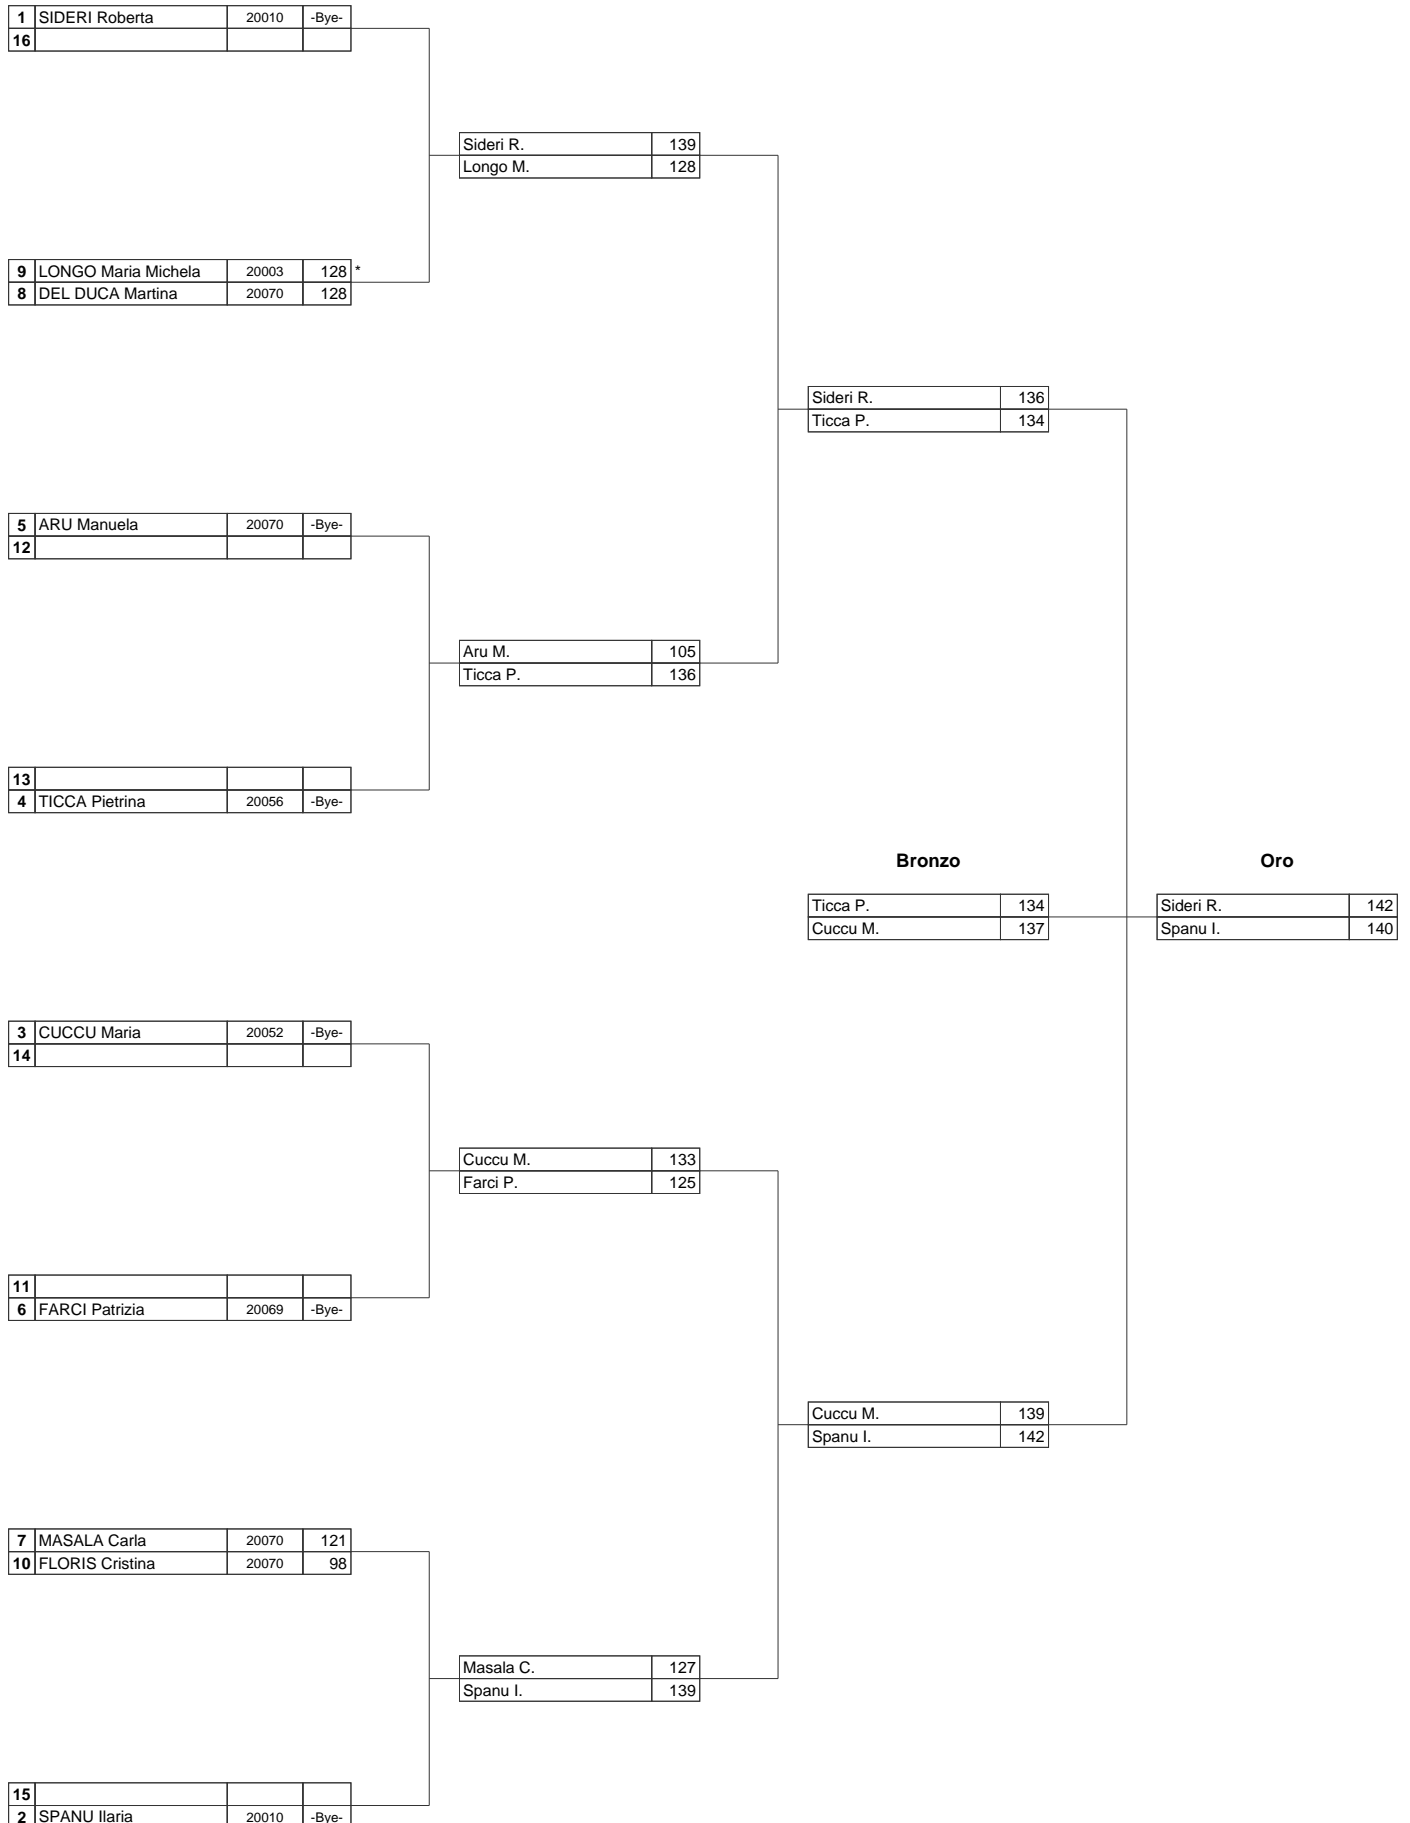 1 SIDERI Roberta 20010 -Bye-
16
Sideri R. 139
Longo M. 128
9 LONGO Maria Michela 20003 128 *
8 DEL DUCA Martina 20070 128
Sideri R. 136
Ticca P. 134
5 ARU Manuela 20070 -Bye-
12
Aru M. 105
Ticca P. 136
13
4 TICCA Pietrina 20056 -Bye-
Bronzo Oro
Ticca P. 134 Sideri R. 142
Cuccu M. 137 Spanu I. 140
3 CUCCU Maria 20052 -Bye-
14
Cuccu M. 133
Farci P. 125
11
6 FARCI Patrizia 20069 -Bye-
Cuccu M. 139
Spanu I. 142
7 MASALA Carla 20070 121
10 FLORIS Cristina 20070 98
Masala C. 127
Spanu I. 139
15
2 SPANU Ilaria 20010 -Bye-